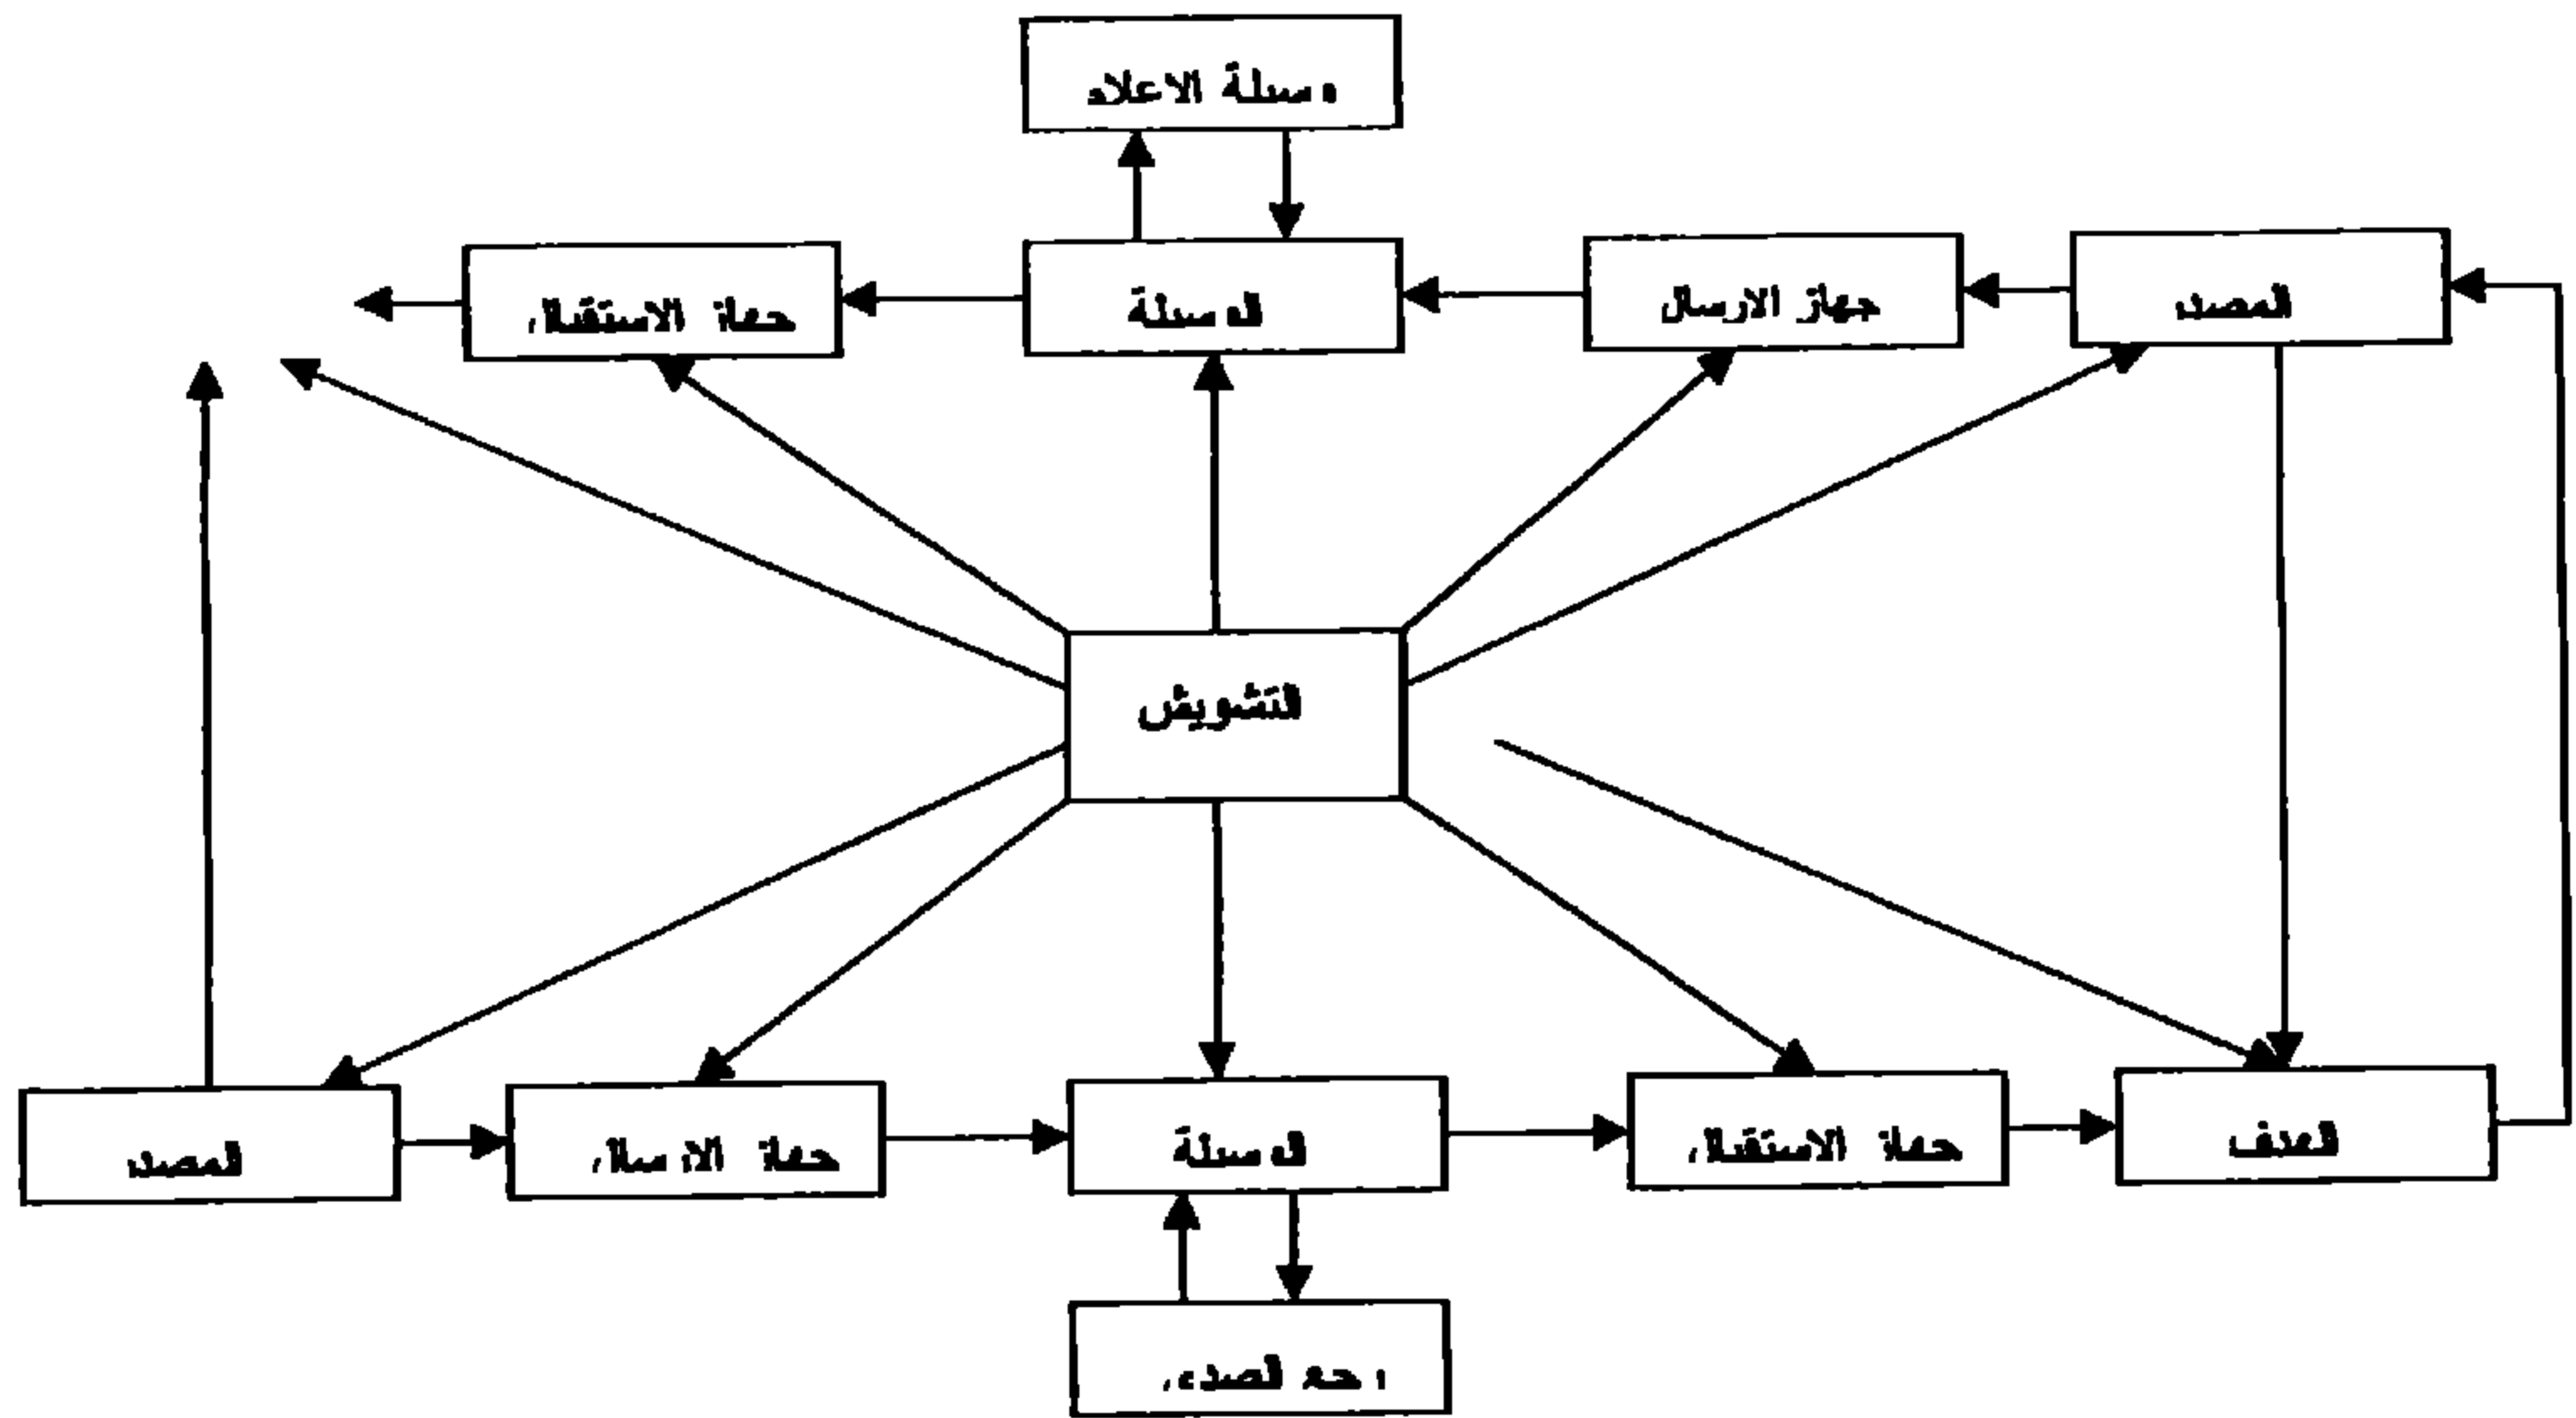 وسيلة الاعلام
المصدر
جهاز الارسال
الوسيلة
جهاز الاستقبال
التشويش
الهدف
جهاز الاستقبال
الوسيلة
جهاز الارسال
المصدر
رجع الصدى